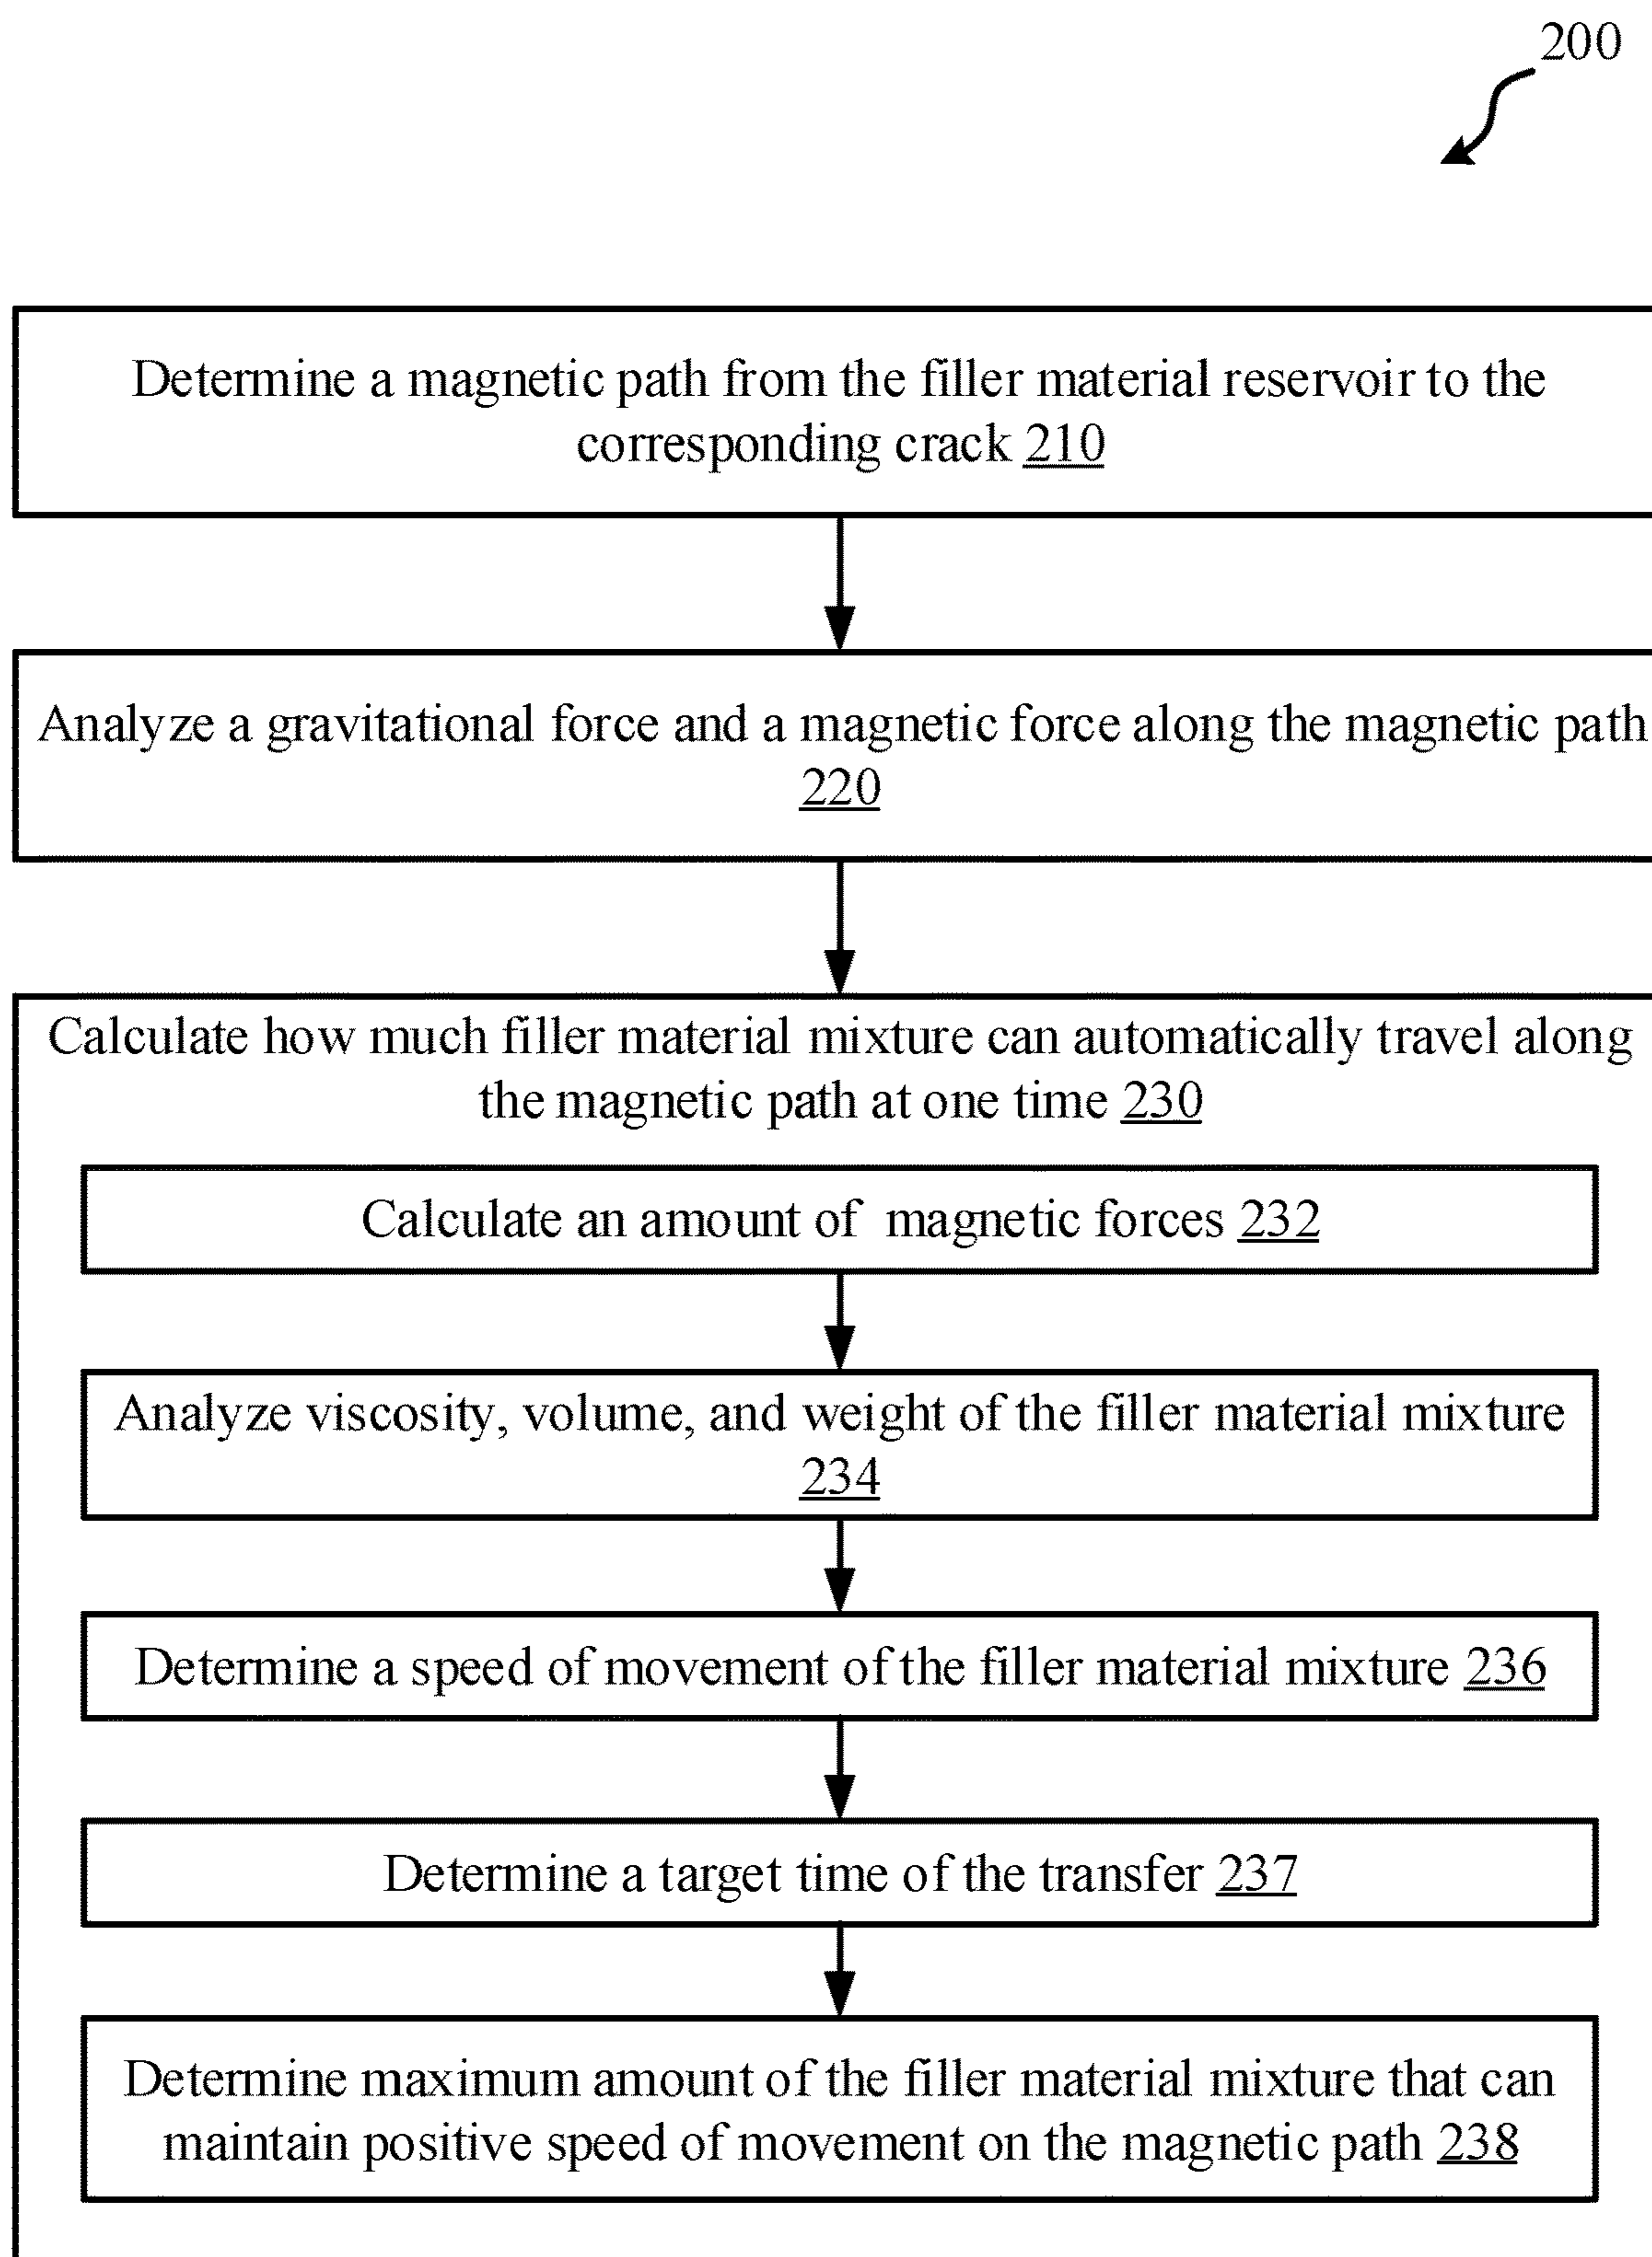 200
Determine a magnetic path from the filler material reservoir to the
corresponding crack 210
Analyze a gravitational force and a magnetic force along the magnetic path
220
Calculate how much filler material mixture can automatically travel along
the magnetic path at one time 230
Calculate an amount of magnetic forces 232
Analyze viscosity, volume, and weight of the filler material mixture
234
Determine a speed of movement of the filler material mixture 236
Determine a target time of the transfer 237
Determine maximum amount of the filler material mixture that can
maintain positive speed of movement on the magnetic path 238